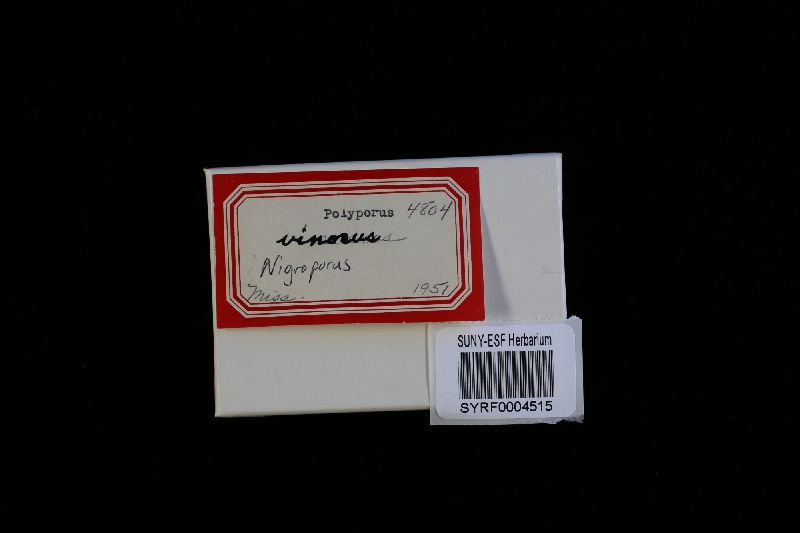 Polyporus 4804
vinosus
Nigroporus
Miss. 1951
SUNY-ESF Herbarium
SYRF0004515